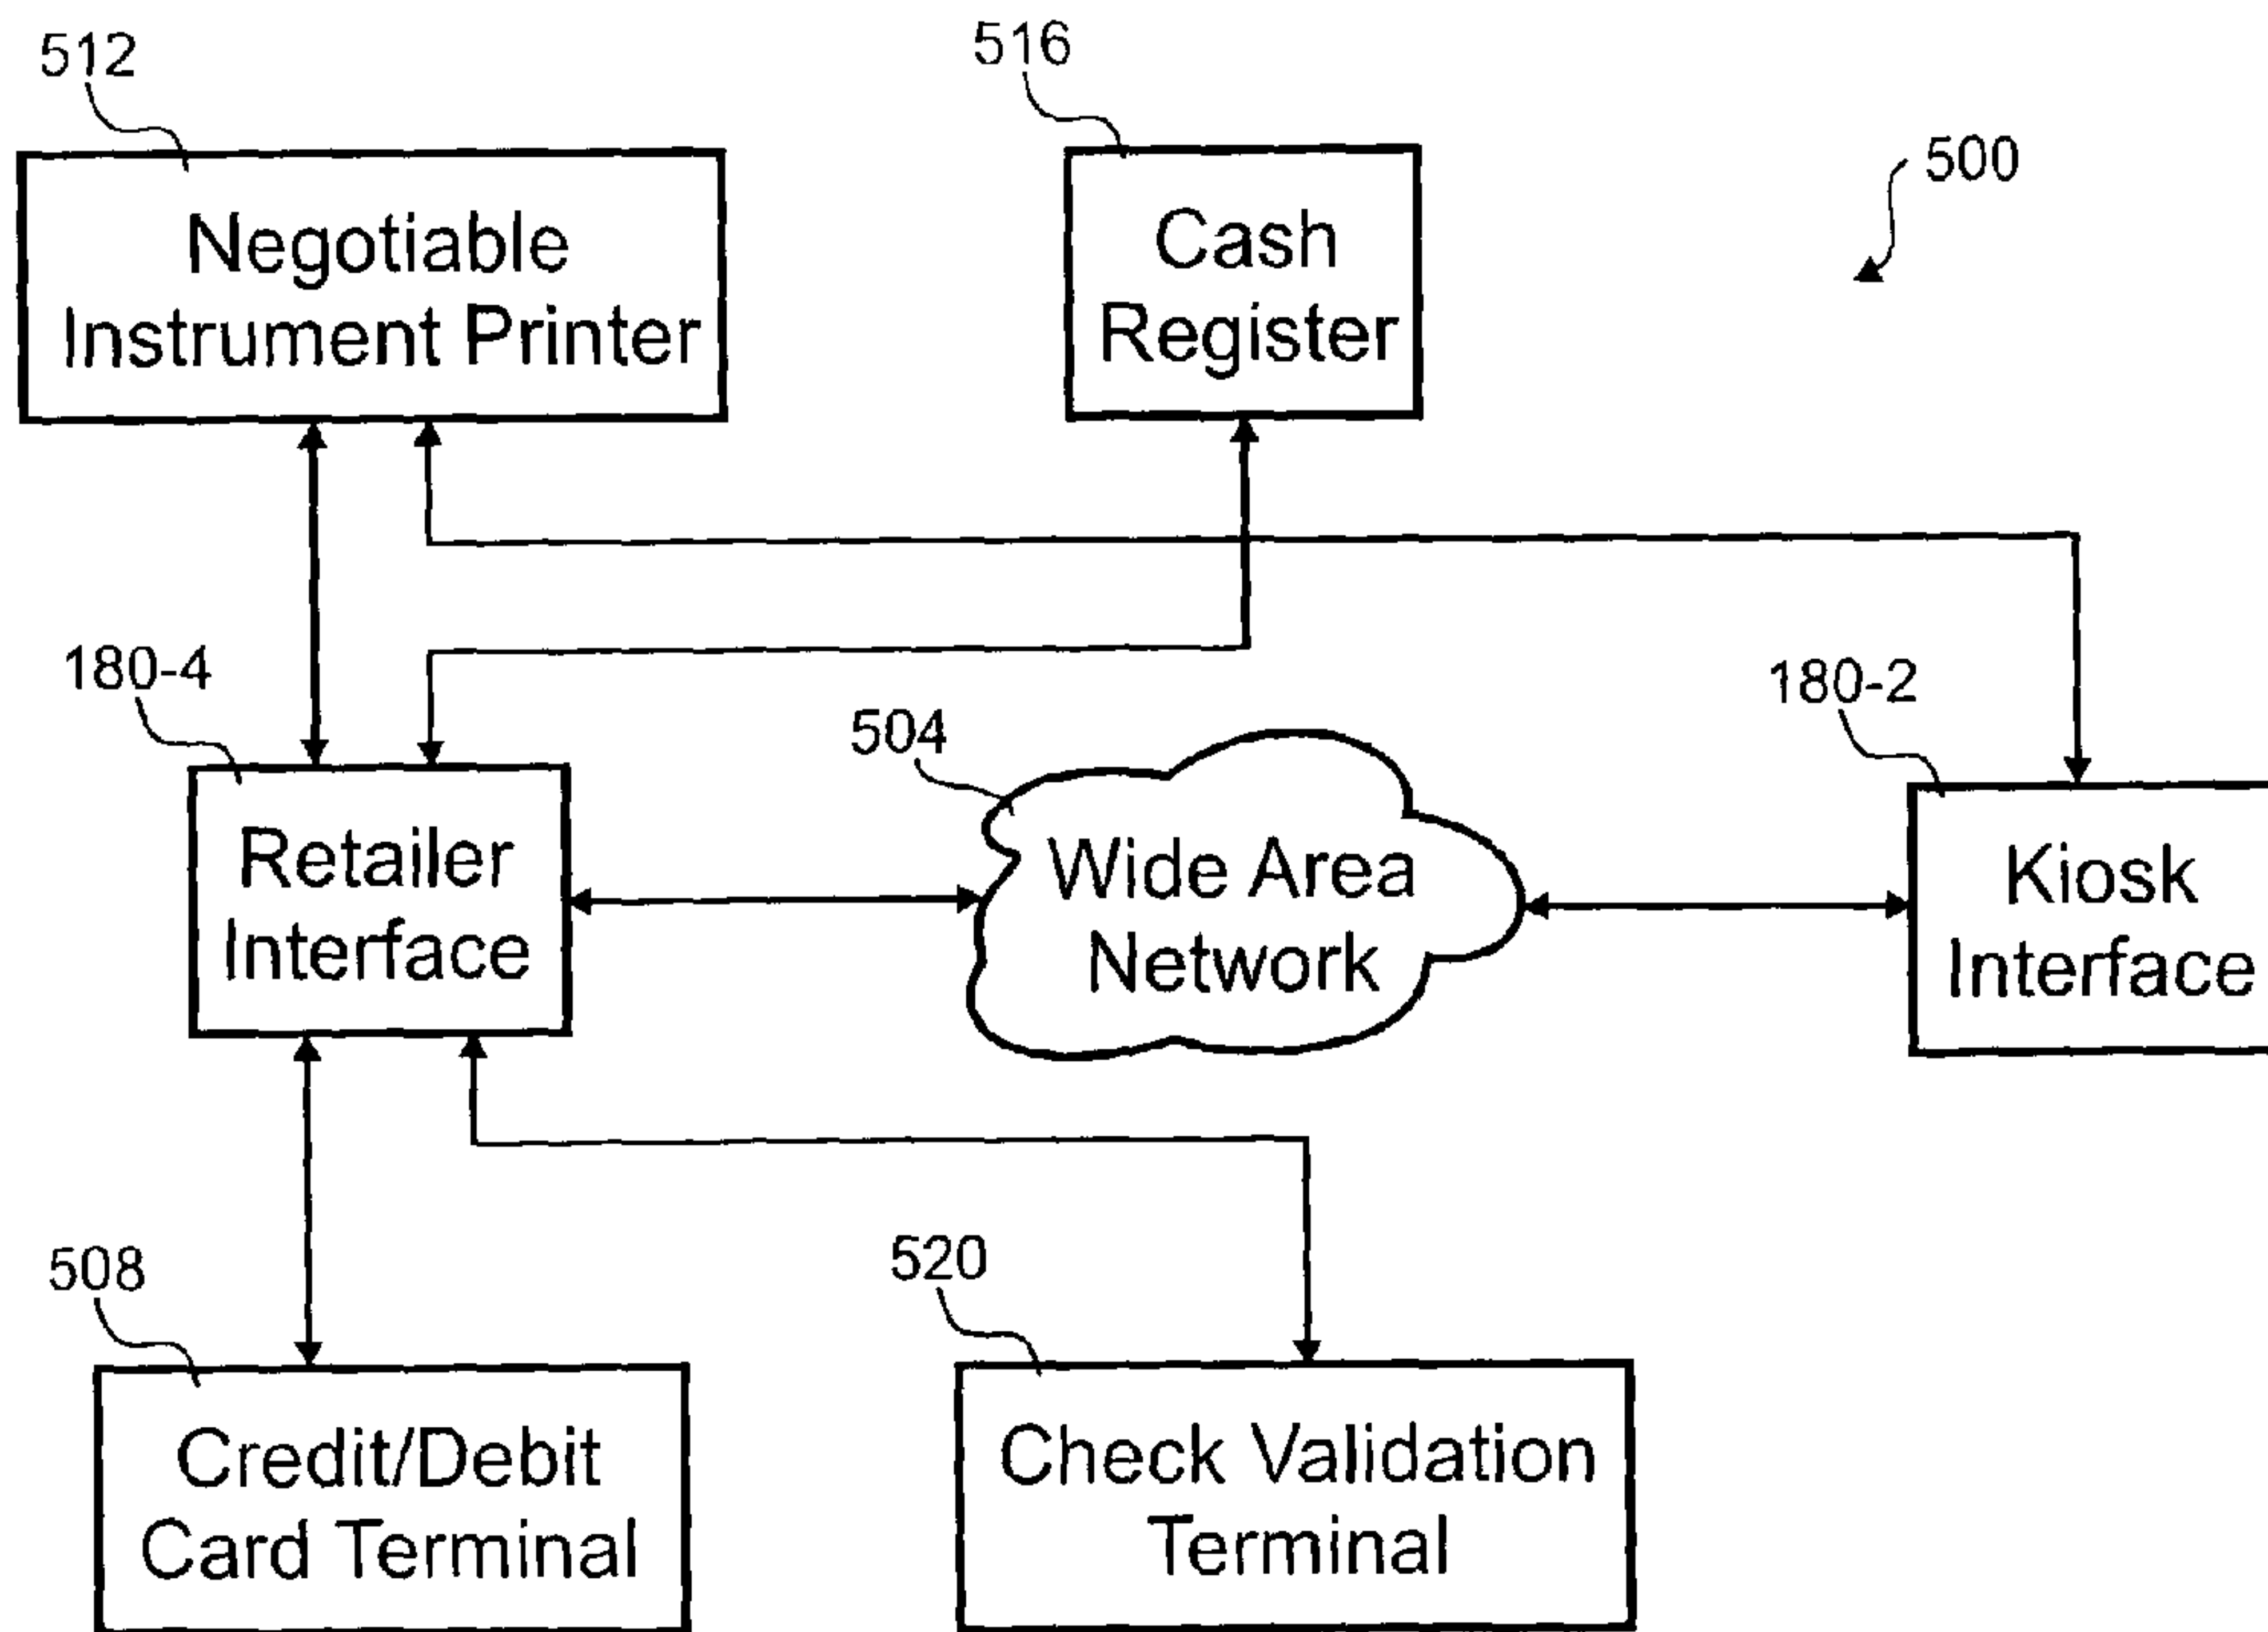 512
516
500
Negotiable
Instrument Printer
Cash
Register
180-4
504
180-2
Retailer
Interface
Wide Area
Network
Kiosk
Interface
508
520
Credit/Debit
Card Terminal
Check Validation
Terminal